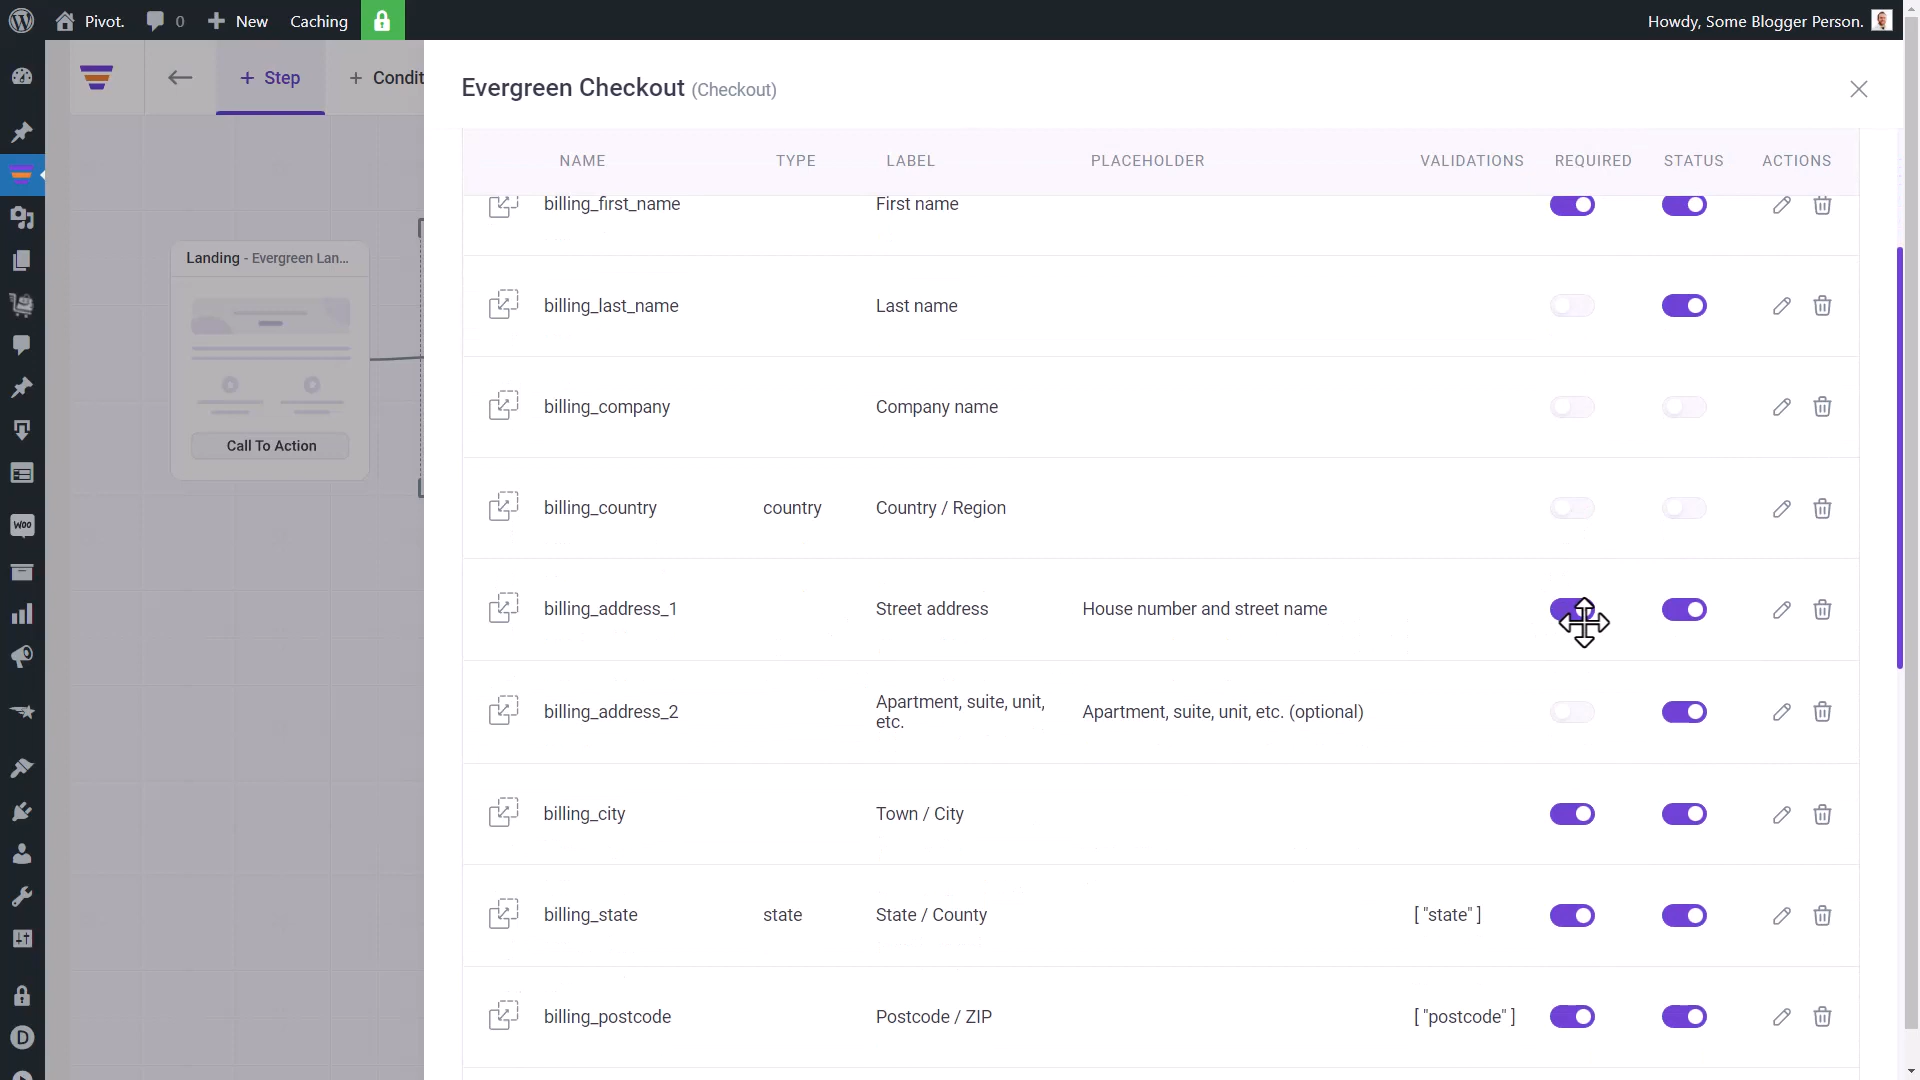 Pivot.
0
New
Caching
Howdy, Some Blogger Person.
+ Step
+ Condit
Evergreen Checkout (Checkout)
NAME TYPE LABEL PLACEHOLDER VALIDATIONS REQUIRED STATUS ACTIONS
billing_first_name First name
Landing - Evergreen Lan...
Call To Action
billing_last_name Last name
billing_company Company name
billing_country country Country / Region
billing_address_1 Street address House number and street name
billing_address_2 Apartment, suite, unit,
etc. Apartment, suite, unit, etc. (optional)
billing_city Town / City
billing_state state State / County [ "state" ]
billing_postcode Postcode / ZIP [ "postcode" ]
Woo
D